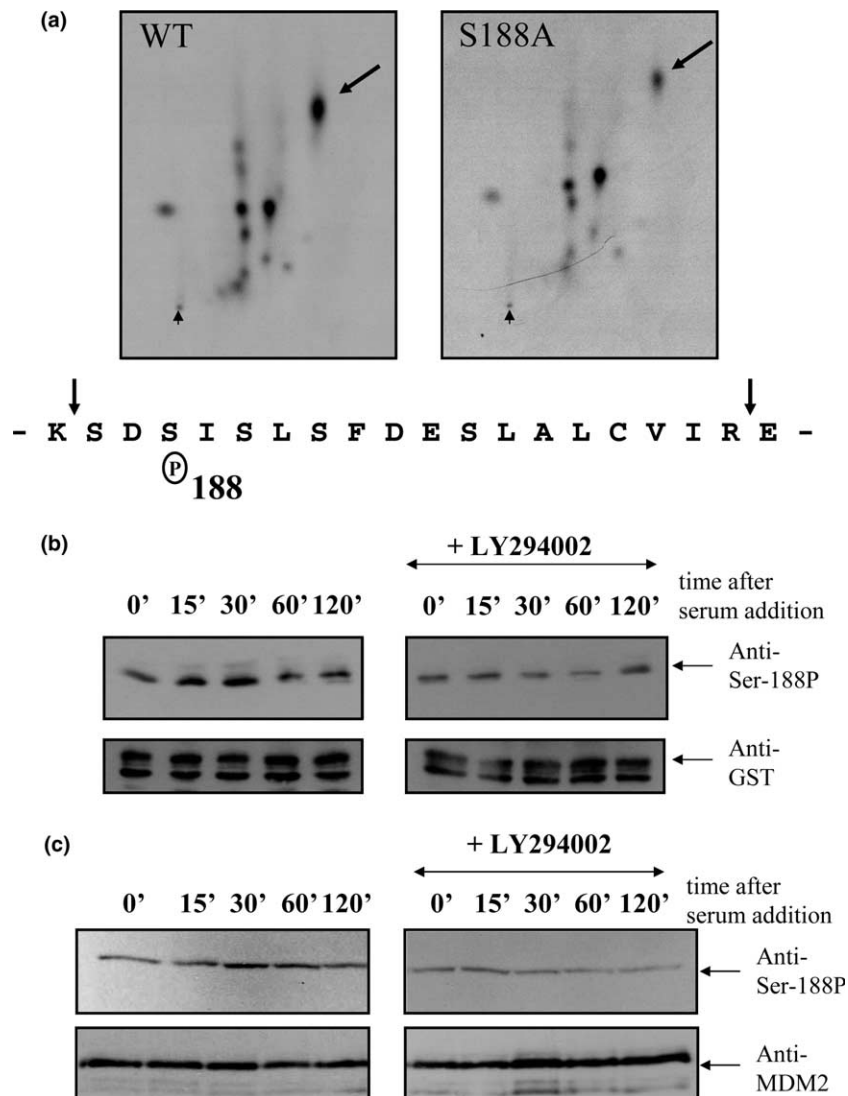 (a)
WT
S188A
- K S D S I S L S F D E S L A L C V I R E -
P
188
(b)
+ LY294002
0’ 15’ 30’ 60’ 120’
0’ 15’ 30’ 60’ 120’
time after
serum addition
Anti-
Ser-188P
Anti-
GST
(c)
+ LY294002
0’ 15’ 30’ 60’ 120’
0’ 15’ 30’ 60’ 120’
time after
serum addition
Anti-
Ser-188P
Anti-
MDM2